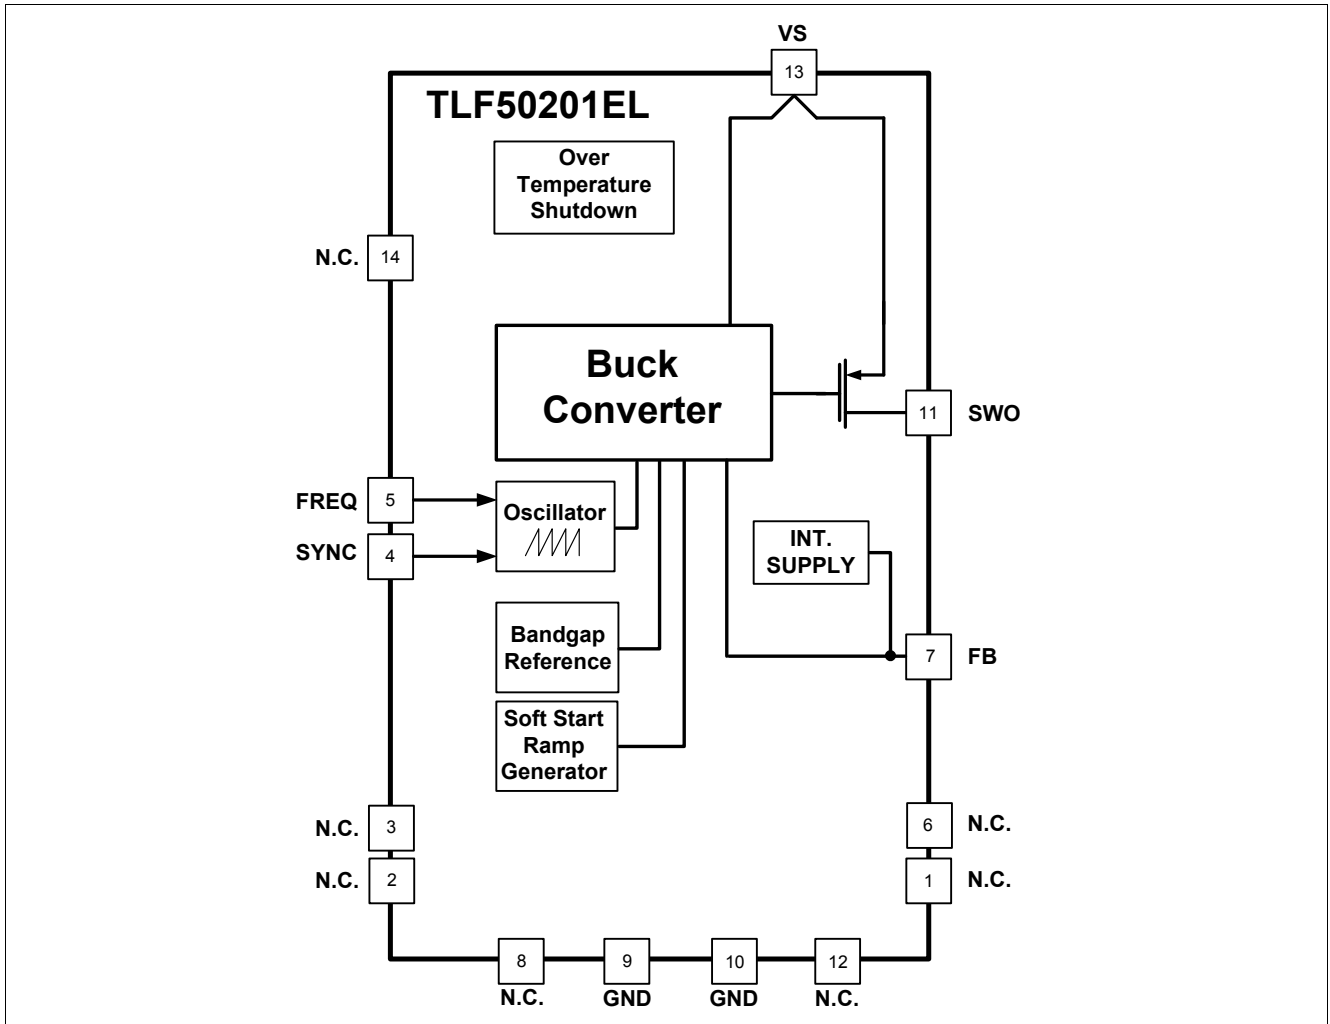 VS
13
TLF50201EL
Over
Temperature
Shutdown
N.C.
14
Buck
Converter
11
SWO
FREQ
5
Oscillator
SYNC
4
INT.
SUPPLY
Bandgap
Reference
7
FB
Soft Start
Ramp
Generator
N.C.
3
6
N.C.
N.C.
2
1
N.C.
8
9
10
12
N.C.
GND
GND
N.C.